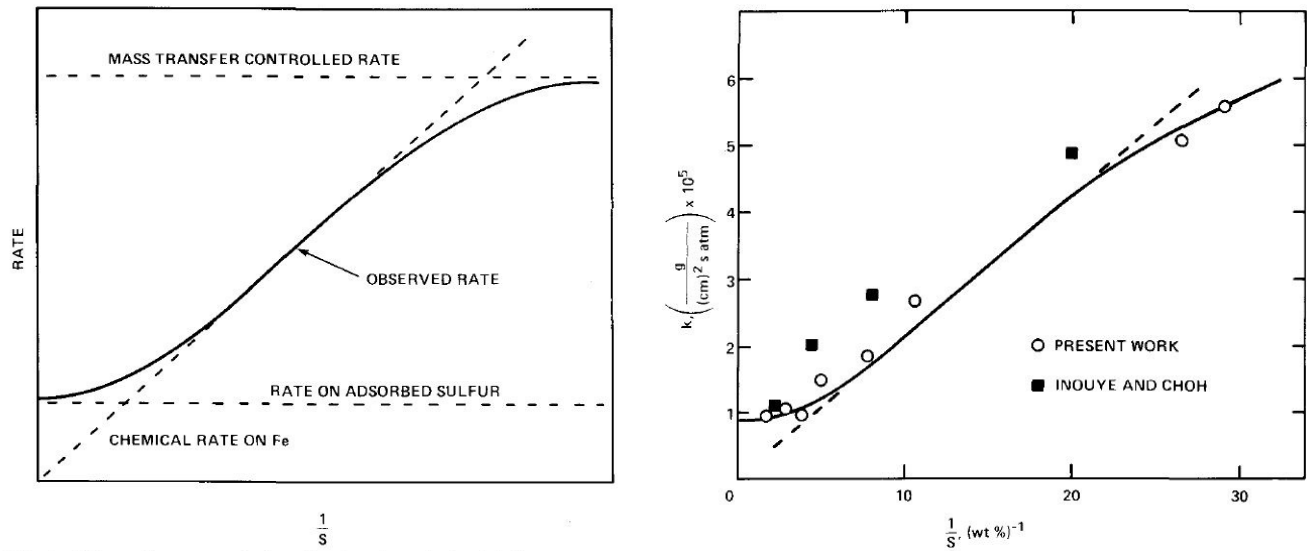 MASS TRANSFER CONTROLLED RATE
RATE
OBSERVED RATE
RATE ON ADSORBED SULFUR
CHEMICAL RATE ON Fe
1
S
6
5
4
3
2
1
k, ( g / (cm)² s atm ) x 10⁵
PRESENT WORK
INOUYE AND CHOH
0 10 20 30
1/S, (wt %)⁻¹